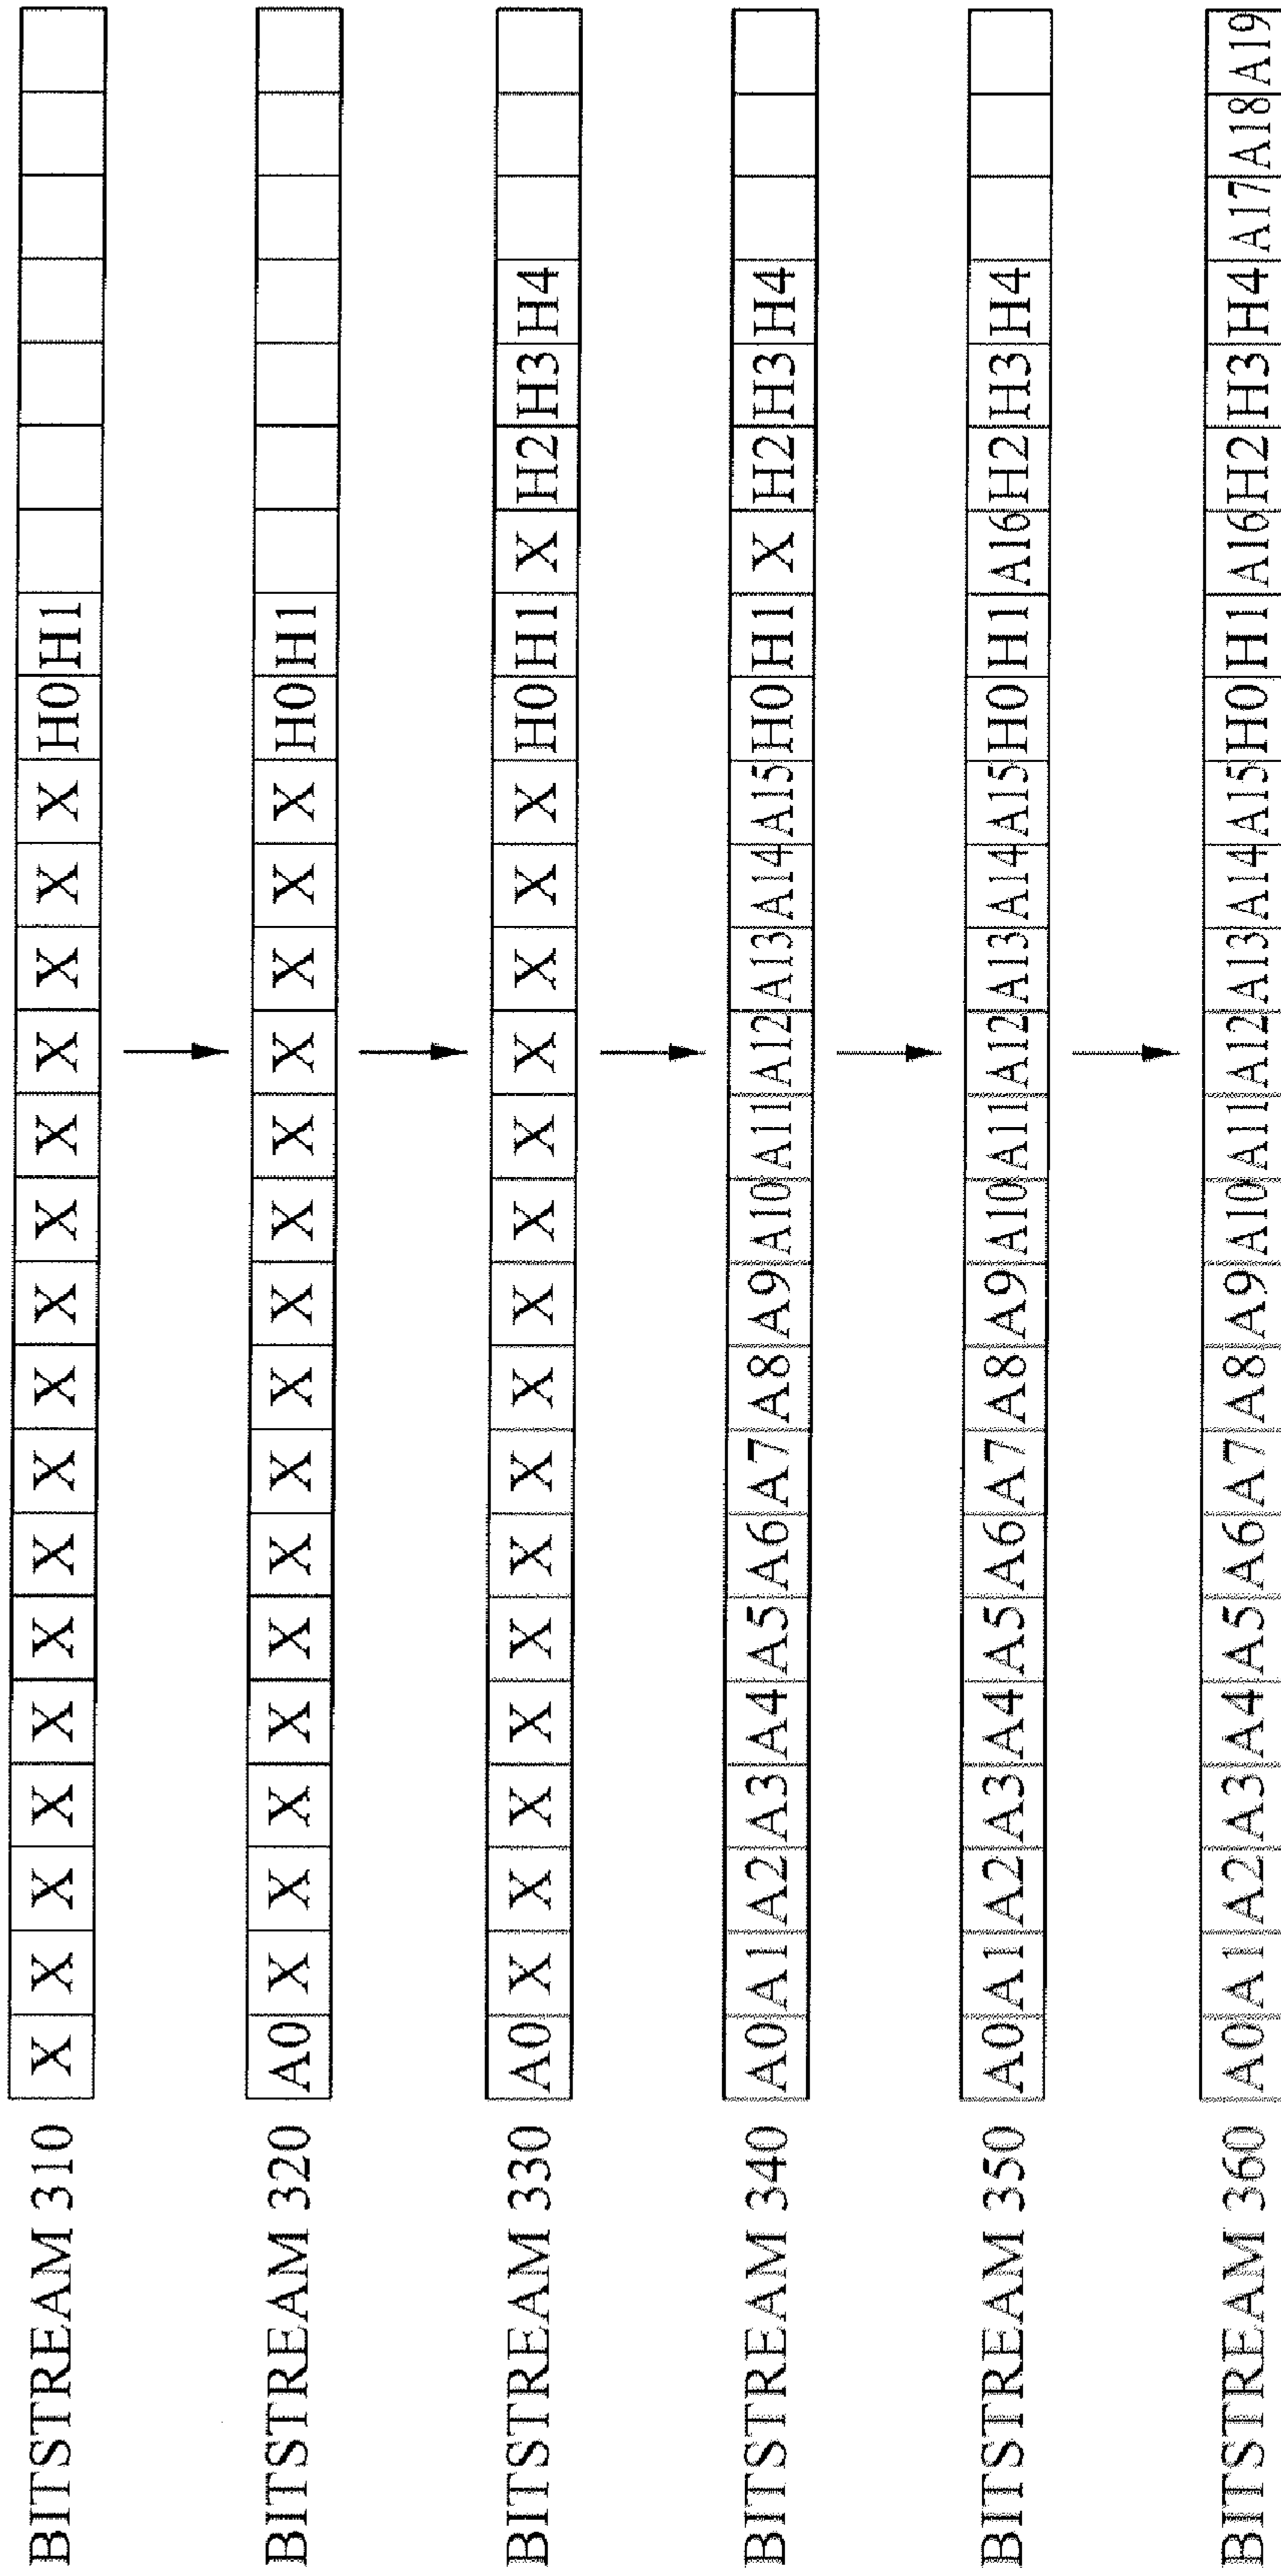 BITSTREAM 310 X X X X X X X X X X X X X X X X H0 H1
BITSTREAM 320 A0 X X X X X X X X X X X X X X X H0 H1
BITSTREAM 330 A0 X X X X X X X X X X X X X X X H0 H1 X H2 H3 H4
BITSTREAM 340 A0 A1 A2 A3 A4 A5 A6 A7 A8 A9 A10 A11 A12 A13 A14 A15 H0 H1 X H2 H3 H4
BITSTREAM 350 A0 A1 A2 A3 A4 A5 A6 A7 A8 A9 A10 A11 A12 A13 A14 A15 H0 H1 A16 H2 H3 H4
BITSTREAM 360 A0 A1 A2 A3 A4 A5 A6 A7 A8 A9 A10 A11 A12 A13 A14 A15 H0 H1 A16 H2 H3 H4 A17 A18 A19